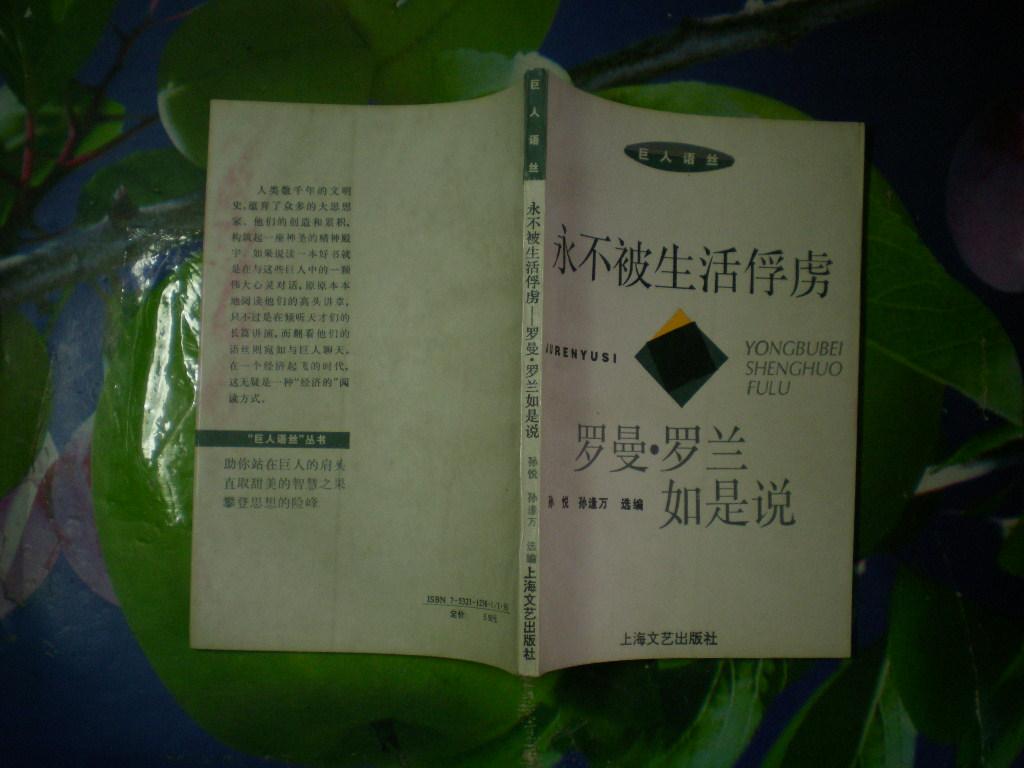 人类数千年的文明
史,蕴育了众多的大思想
家。他们的创造和累积,
构筑起一座神圣的精神殿
宇。如果说读一本好书就
是在与这些巨人中的一颗
伟大心灵对话,原原本本
地阅读他们的高头讲章,
只不过是在倾听天才们的
长篇讲演,而翻看他们的
语丝则宛如与巨人聊天。
在一个经济起飞的时代,
这无疑是一种“经济的”阅
读方式。
“巨人语丝”丛书
助你站在巨人的肩头
直取甜美的智慧之果
攀登思想的险峰
ISBN 7-5321-
定价
巨人语丝
永不被生活俘虏——罗曼·罗兰如是说
孙悦 孙逢万 选编
上海文艺出版社
巨人语丝
永不被生活俘虏
JURENYUSI
YONGBUBEI
SHENGHUO
FULU
罗曼·罗兰
如是说
孙悦 孙逢万 选编
上海文艺出版社